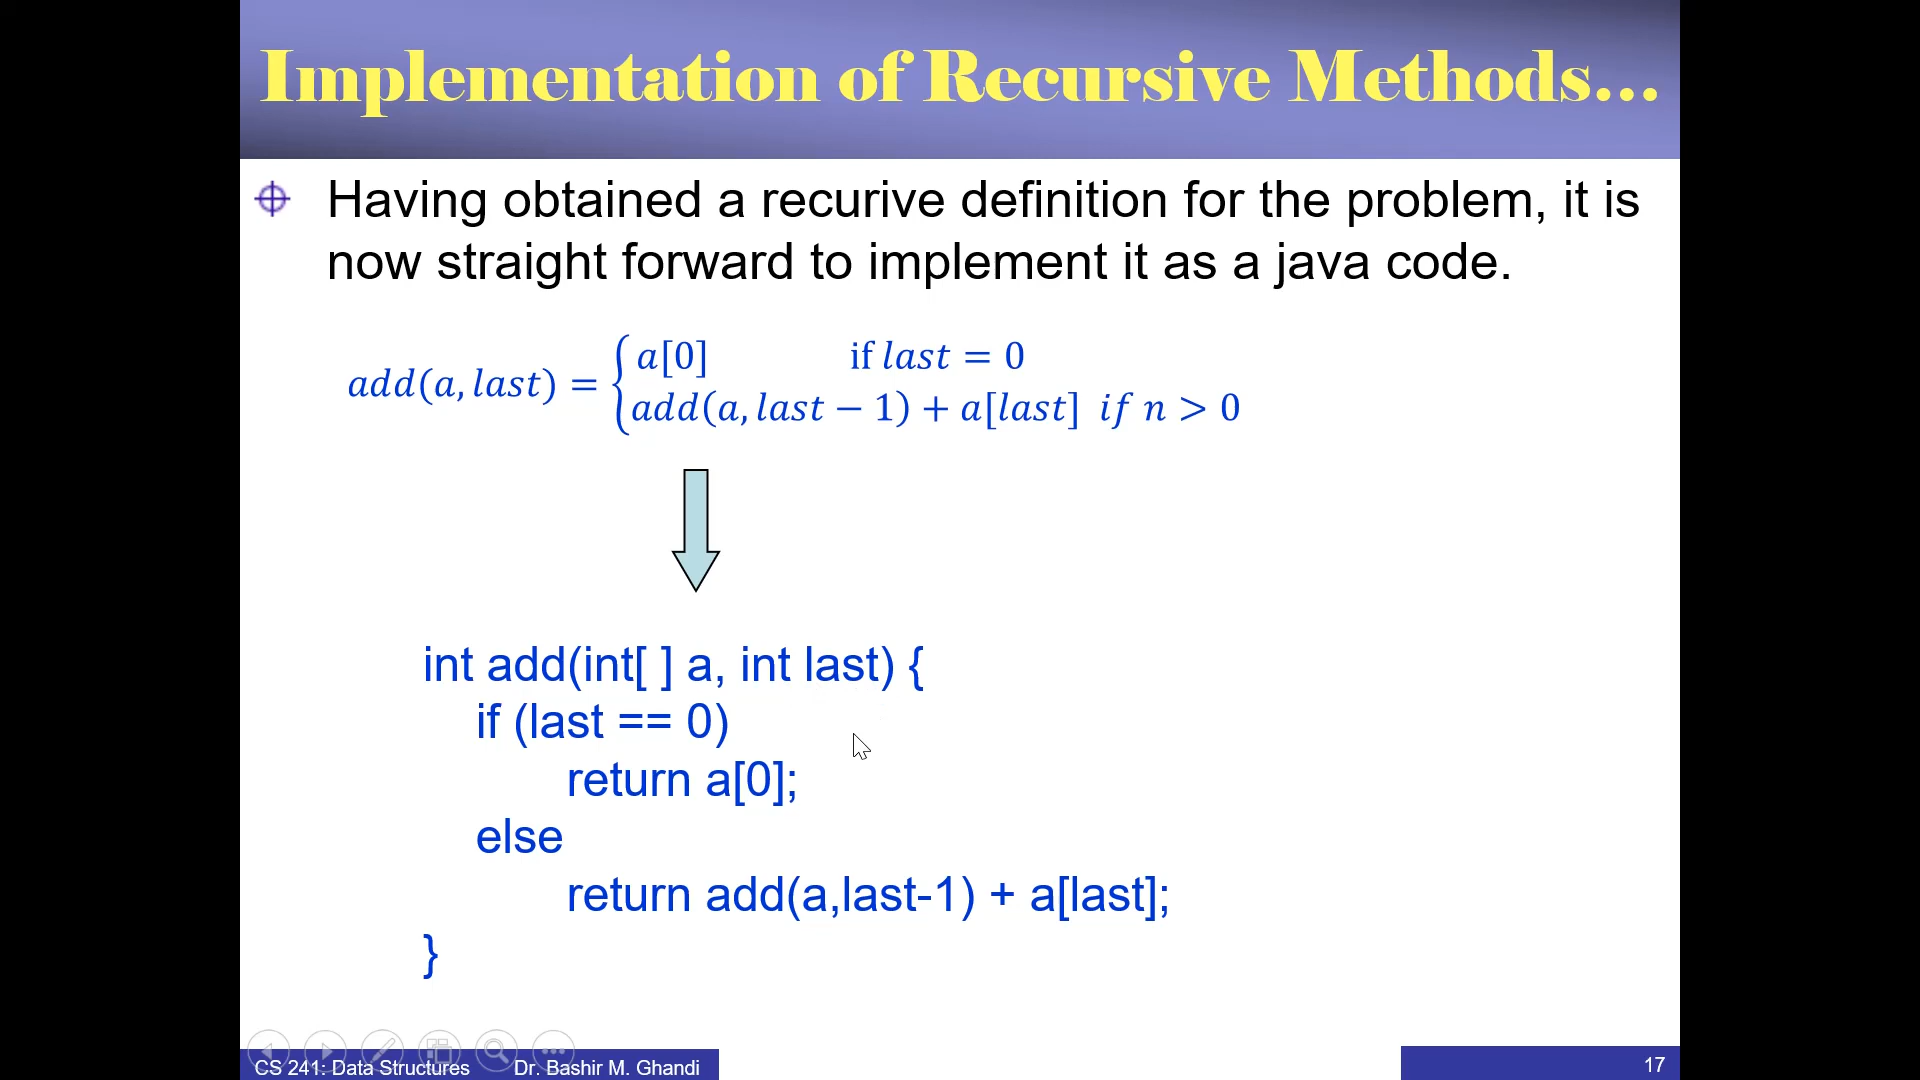 Implementation of Recursive Methods...
Having obtained a recurive definition for the problem, it is
now straight forward to implement it as a java code.
a[0] if last = 0
add(a, last) = {
add(a, last − 1) + a[last] if n > 0
int add(int[ ] a, int last) {
if (last == 0)
return a[0];
else
return add(a,last-1) + a[last];
}
CS 241: Data Structures Dr. Bashir M. Ghandi
17